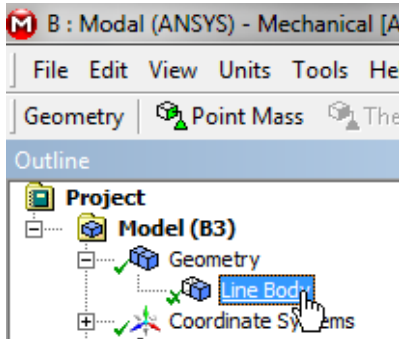 B : Modal (ANSYS) - Mechanical [A
File Edit View Units Tools He
Geometry Point Mass The
Outline
Project
Model (B3)
Geometry
Line Body
Coordinate Systems